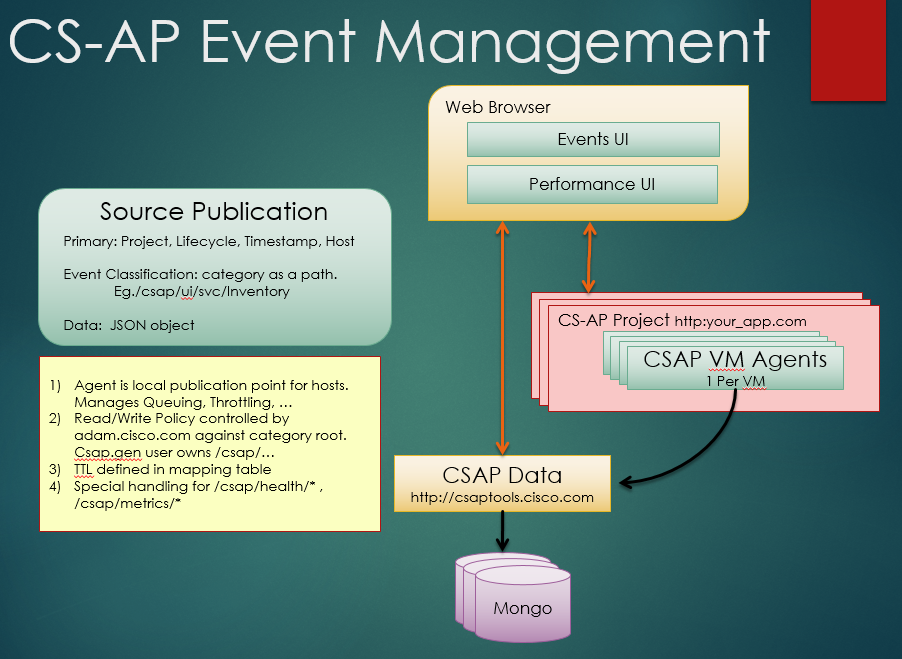 CS-AP Event Management
Web Browser
Events UI
Performance UI
Source Publication
Primary: Project, Lifecycle, Timestamp, Host
Event Classification: category as a path.
Eg./csap/ui/svc/Inventory
Data:  JSON object
CS-AP Project http:your_app.com
CSAP VM Agents
1 Per VM
1) Agent is local publication point for hosts.
Manages Queuing, Throttling, …
2) Read/Write Policy controlled by
adam.cisco.com against category root.
Csap.gen user owns /csap/…
3) TTL defined in mapping table
4) Special handling for /csap/health/* ,
/csap/metrics/*
CSAP Data
http://csaptools.cisco.com
Mongo